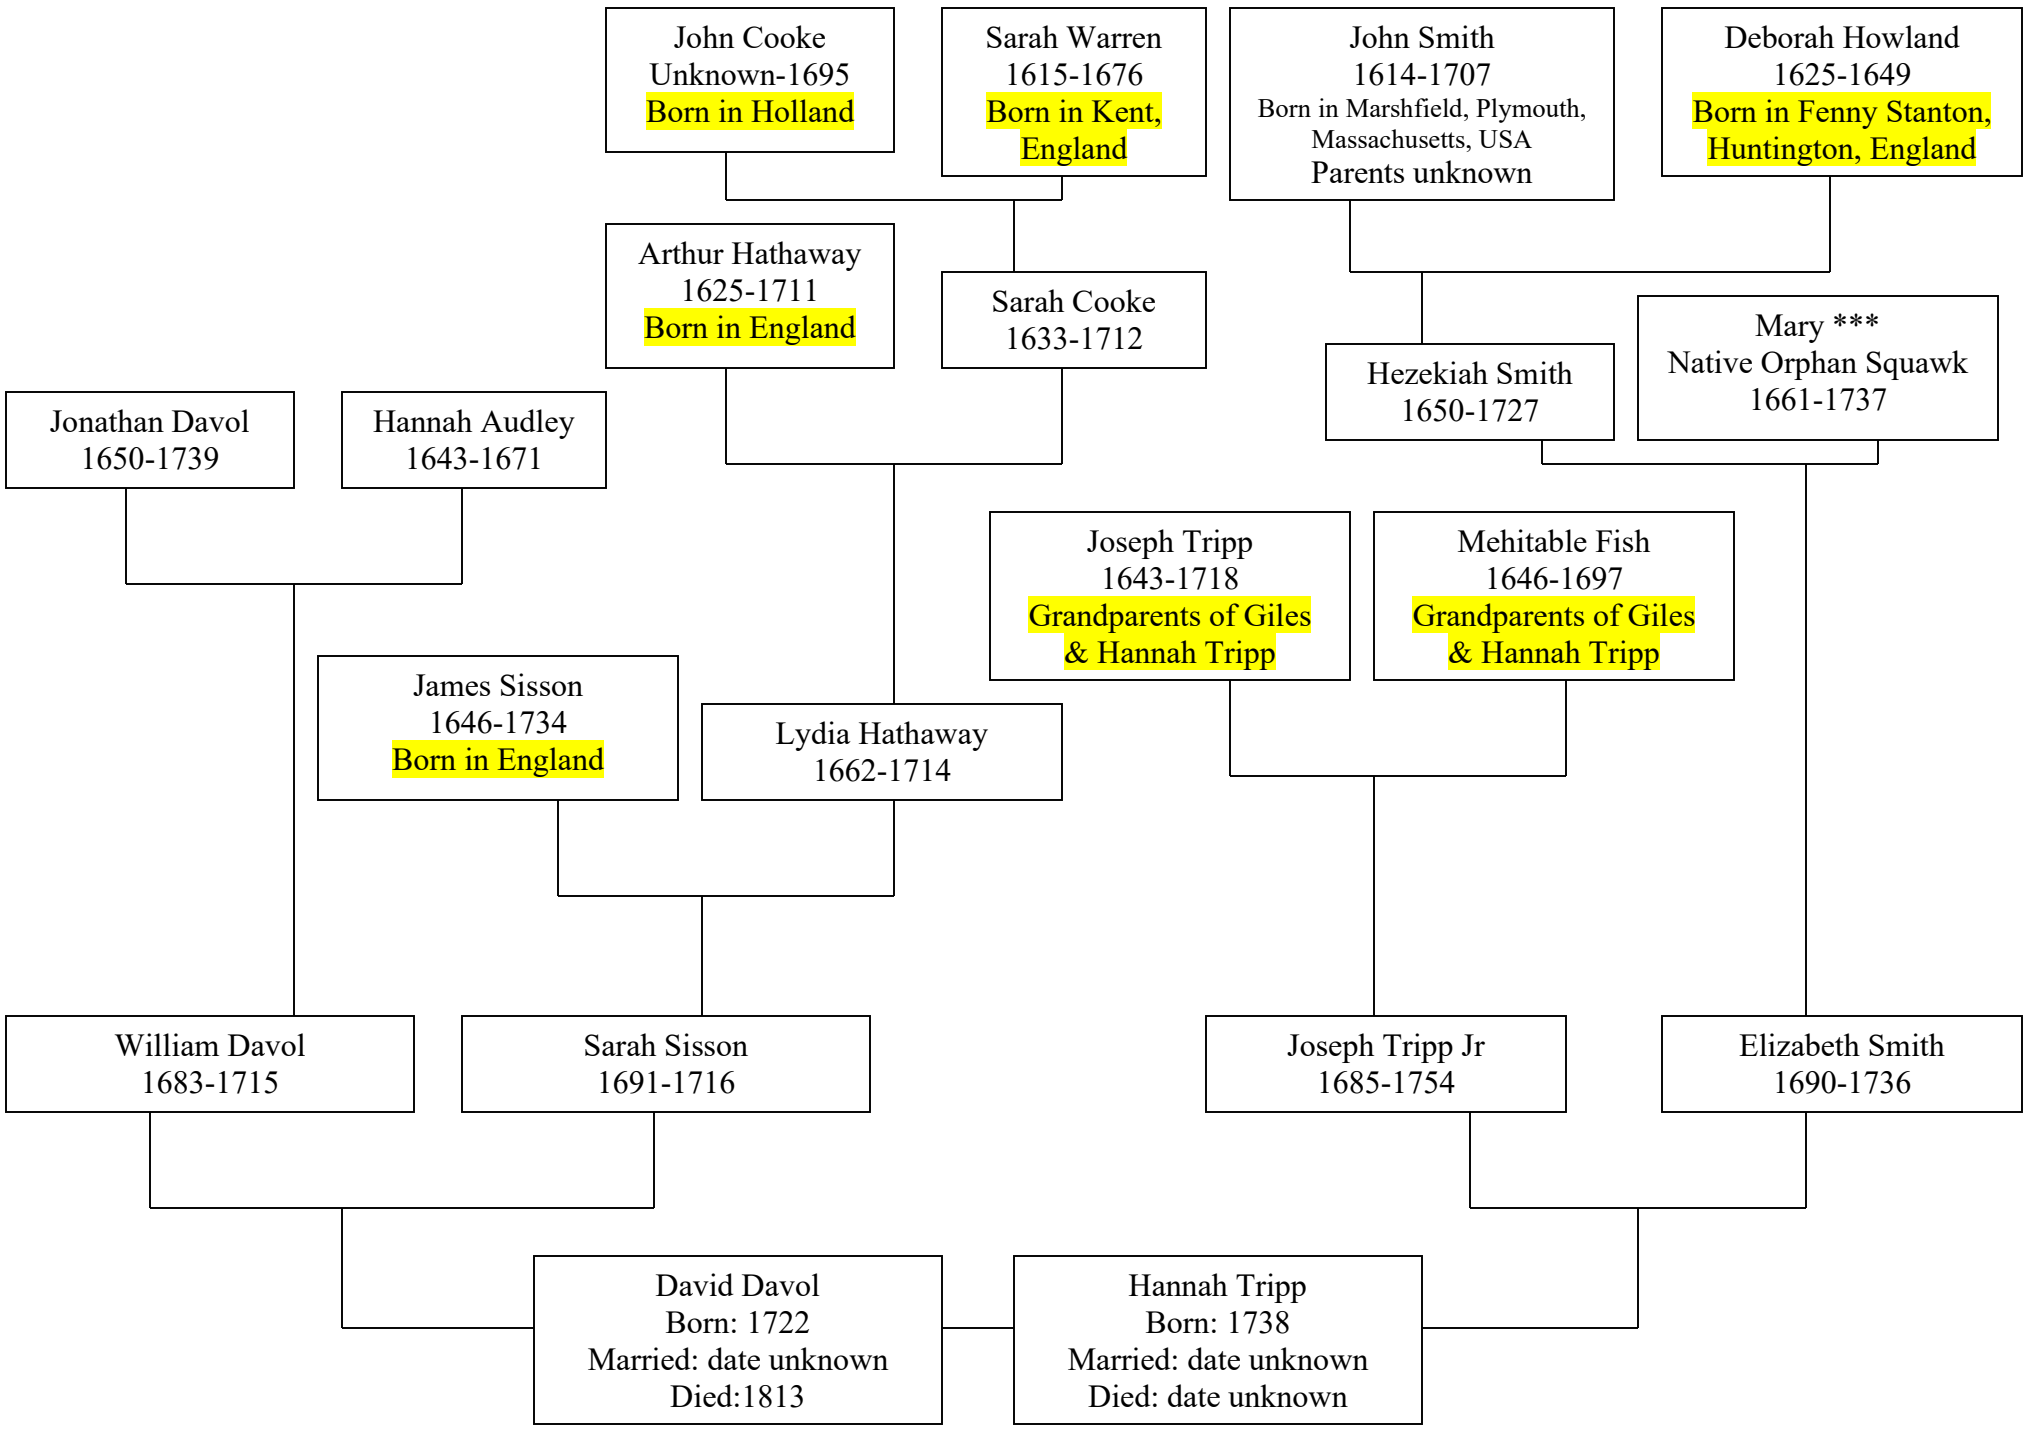 John Cooke
Unknown-1695
Born in Holland
Sarah Warren
1615-1676
Born in Kent,
England
John Smith
1614-1707
Born in Marshfield, Plymouth,
Massachusetts, USA
Parents unknown
Deborah Howland
1625-1649
Born in Fenny Stanton,
Huntington, England
Arthur Hathaway
1625-1711
Born in England
Sarah Cooke
1633-1712
Hezekiah Smith
1650-1727
Mary ***
Native Orphan Squawk
1661-1737
Jonathan Davol
1650-1739
Hannah Audley
1643-1671
Joseph Tripp
1643-1718
Grandparents of Giles
& Hannah Tripp
Mehitable Fish
1646-1697
Grandparents of Giles
& Hannah Tripp
James Sisson
1646-1734
Born in England
Lydia Hathaway
1662-1714
William Davol
1683-1715
Sarah Sisson
1691-1716
Joseph Tripp Jr
1685-1754
Elizabeth Smith
1690-1736
David Davol
Born: 1722
Married: date unknown
Died:1813
Hannah Tripp
Born: 1738
Married: date unknown
Died: date unknown